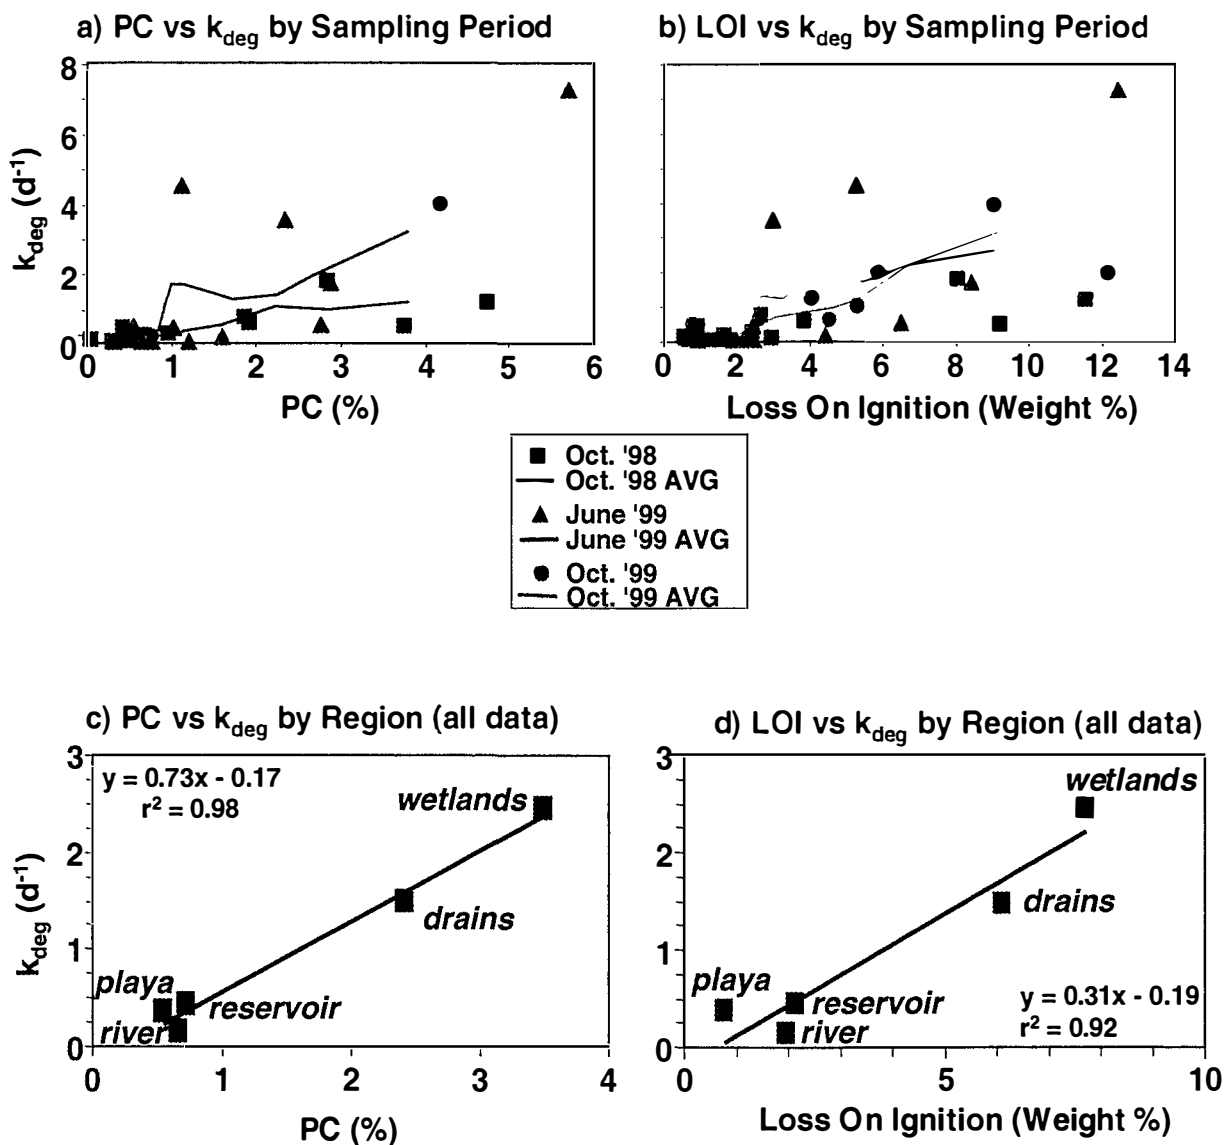 a) PC vs k_deg by Sampling Period
b) LOI vs k_deg by Sampling Period
k_deg (d⁻¹)
8
6
4
2
0
0 1 2 3 4 5 6
PC (%)
0 2 4 6 8 10 12 14
Loss On Ignition (Weight %)
Oct. '98
Oct. '98 AVG
June '99
June '99 AVG
Oct. '99
Oct. '99 AVG
c) PC vs k_deg by Region (all data)
k_deg (d⁻¹)
3
2
1
0
y = 0.73x - 0.17
r² = 0.98
wetlands
drains
playa
reservoir
river
0 1 2 3 4
PC (%)
d) LOI vs k_deg by Region (all data)
3
2
1
0
wetlands
drains
playa
reservoir
river
y = 0.31x - 0.19
r² = 0.92
0 5 10
Loss On Ignition (Weight %)